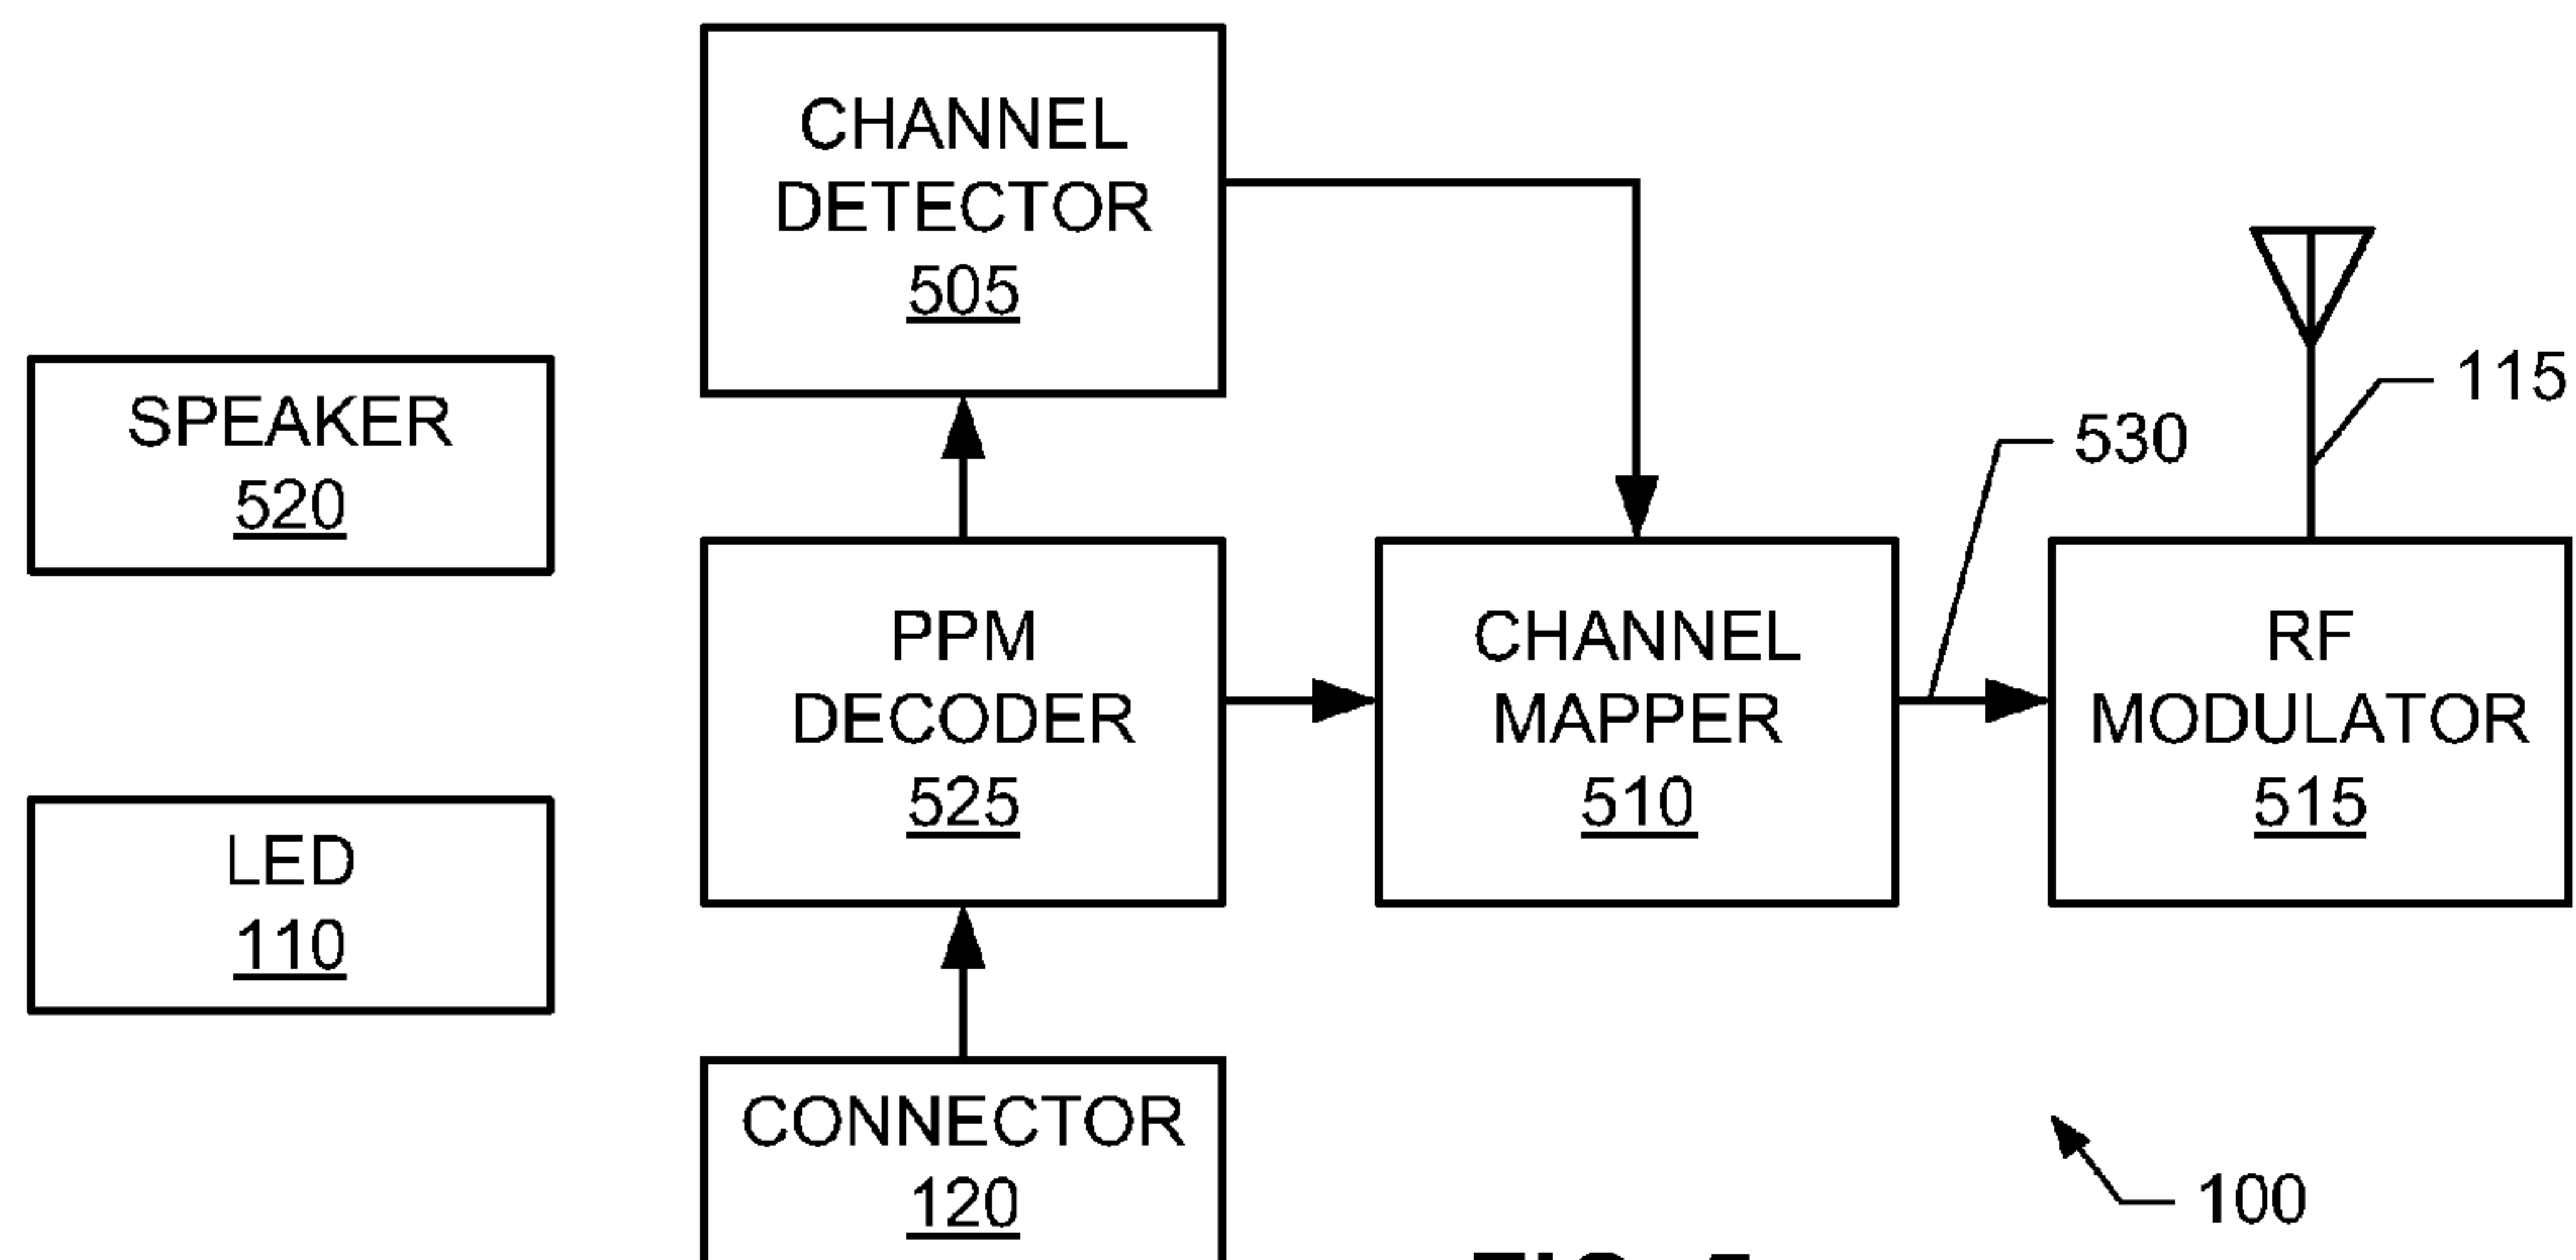 CHANNEL
DETECTOR
505
SPEAKER
520
115
530
PPM
DECODER
525
CHANNEL
MAPPER
510
RF
MODULATOR
515
LED
110
CONNECTOR
120
100